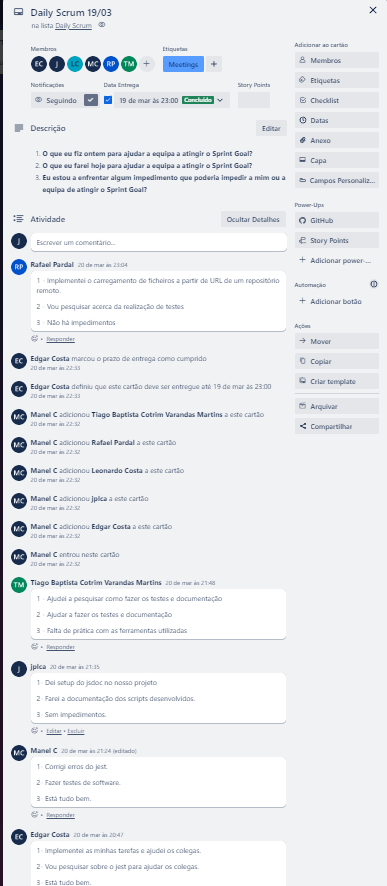 Daily Scrum 19/03
na lista Daily Scrum
Membros
Etiquetas
EC J LC MC RP TM +
Meetings +
Notificações
Data Entrega
Story Points
Seguindo
19 de mar às 23:00 Concluído
Descrição
Editar
1. O que eu fiz ontem para ajudar a equipa a atingir o Sprint Goal?
2. O que eu farei hoje para ajudar a equipa a atingir o Sprint Goal?
3. Eu estou a enfrentar algum impedimento que poderia impedir a mim ou a
equipa de atingir o Sprint Goal?
Atividade
Ocultar Detalhes
J
Escrever um comentário...
RP
Rafael Pardal 20 de mar às 23:04
1 - Implementei o carregamento de ficheiros a partir de URL de um repositório
remoto.
2 - Vou pesquisar acerca da realização de testes
3 - Não há impedimentos
Responder
EC
Edgar Costa marcou o prazo de entrega como cumprido
20 de mar às 22:33
EC
Edgar Costa definiu que este cartão deve ser entregue até 19 de mar às 23:00
20 de mar às 22:33
MC
Manel C adicionou Tiago Baptista Cotrim Varandas Martins a este cartão
20 de mar às 22:32
MC
Manel C adicionou Rafael Pardal a este cartão
20 de mar às 22:32
MC
Manel C adicionou Leonardo Costa a este cartão
20 de mar às 22:32
MC
Manel C adicionou jplca a este cartão
20 de mar às 22:32
MC
Manel C adicionou Edgar Costa a este cartão
20 de mar às 22:32
MC
Manel C entrou neste cartão
20 de mar às 22:32
TM
Tiago Baptista Cotrim Varandas Martins 20 de mar às 21:48
1 - Ajudei a pesquisar como fazer os testes e documentação
2 - Ajudar a fazer os testes e documentação
3 - Falta de prática com as ferramentas utilizadas
Responder
J
jplca 20 de mar às 21:35
1- Dei setup do jsdoc no nosso projeto
2- Farei a documentação dos scripts desenvolvidos.
3- Sem impedimentos.
Editar • Excluir
MC
Manel C 20 de mar às 21:24 (editado)
1- Corrigi erros do jest.
2- Fazer testes de software.
3- Está tudo bem.
Responder
EC
Edgar Costa 20 de mar às 20:47
1- Implementei as minhas tarefas e ajudei os colegas.
2- Vou pesquisar sobre o jest para ajudar os colegas.
3- Está tudo bem.
Adicionar ao cartão
Membros
Etiquetas
Checklist
Datas
Anexo
Capa
Campos Personaliz...
Power-Ups
GitHub
Story Points
+ Adicionar power-...
Automação
+ Adicionar botão
Ações
Mover
Copiar
Criar template
Arquivar
Compartilhar